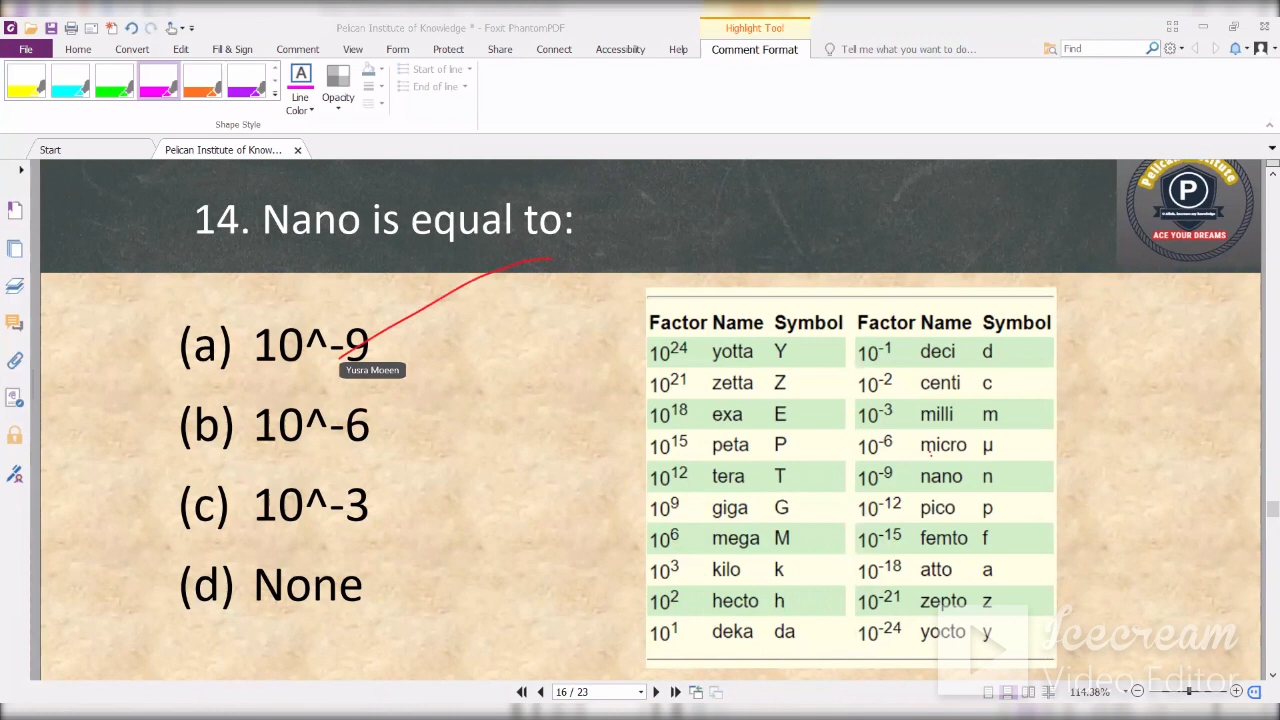 Pelican Institute of Knowledge * - Foxit PhantomPDF
Highlight Tool
File Home Convert Edit Fill & Sign Comment View Form Protect Share Connect Accessibility Help Comment Format Tell me what you want to do... Find
Start of line
End of line
Line Color
Opacity
Shape Style
Start Pelican Institute of Know...
Pelican Institute
P
ACE YOUR DREAMS
14. Nano is equal to:
(a) 10^-9
Yusra Moeen
(b) 10^-6
(c) 10^-3
(d) None
Factor Name Symbol Factor Name Symbol
10²⁴ yotta Y 10⁻¹ deci d
10²¹ zetta Z 10⁻² centi c
10¹⁸ exa E 10⁻³ milli m
10¹⁵ peta P 10⁻⁶ micro µ
10¹² tera T 10⁻⁹ nano n
10⁹ giga G 10⁻¹² pico p
10⁶ mega M 10⁻¹⁵ femto f
10³ kilo k 10⁻¹⁸ atto a
10² hecto h 10⁻²¹ zepto z
10¹ deka da 10⁻²⁴ yocto y
Icecream
Video Editor
16 / 23
114.38%